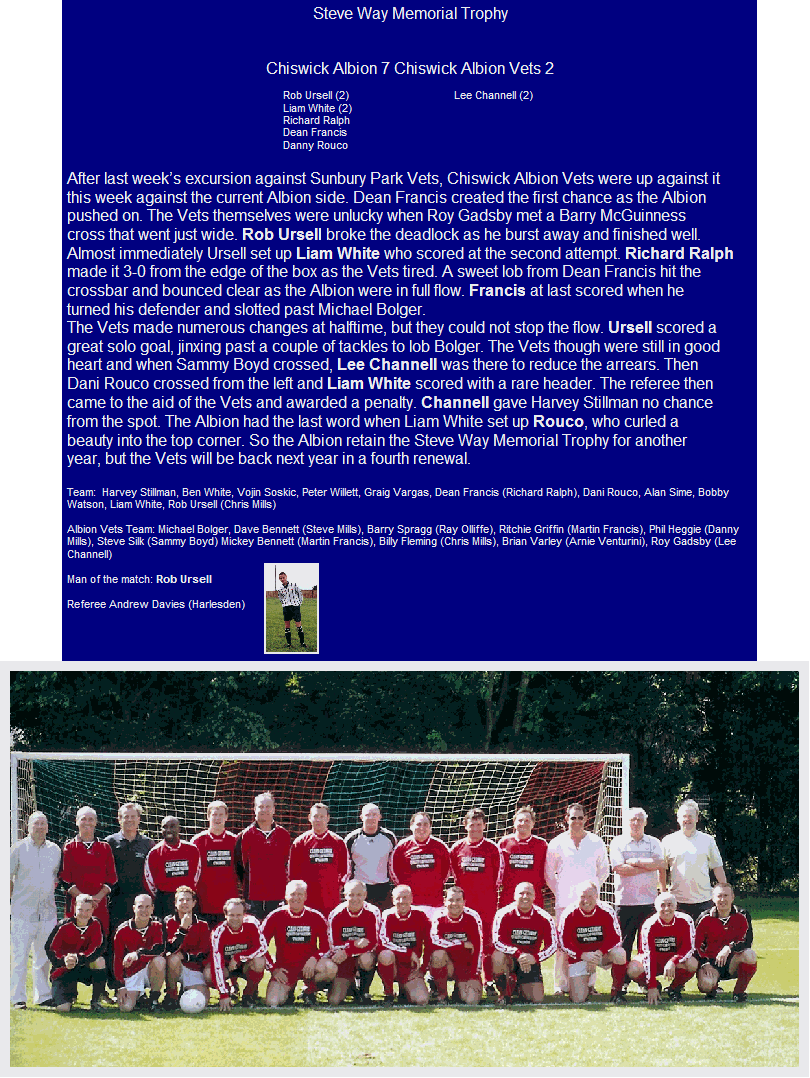 Steve Way Memorial Trophy
Chiswick Albion 7 Chiswick Albion Vets 2
Rob Ursell (2)
Liam White (2)
Richard Ralph
Dean Francis
Danny Rouco
Lee Channell (2)
After last week’s excursion against Sunbury Park Vets, Chiswick Albion Vets were up against it
this week against the current Albion side. Dean Francis created the first chance as the Albion
pushed on. The Vets themselves were unlucky when Roy Gadsby met a Barry McGuinness
cross that went just wide. Rob Ursell broke the deadlock as he burst away and finished well.
Almost immediately Ursell set up Liam White who scored at the second attempt. Richard Ralph
made it 3-0 from the edge of the box as the Vets tired. A sweet lob from Dean Francis hit the
crossbar and bounced clear as the Albion were in full flow. Francis at last scored when he
turned his defender and slotted past Michael Bolger.
The Vets made numerous changes at halftime, but they could not stop the flow. Ursell scored a
great solo goal, jinxing past a couple of tackles to lob Bolger. The Vets though were still in good
heart and when Sammy Boyd crossed, Lee Channell was there to reduce the arrears. Then
Dani Rouco crossed from the left and Liam White scored with a rare header. The referee then
came to the aid of the Vets and awarded a penalty. Channell gave Harvey Stillman no chance
from the spot. The Albion had the last word when Liam White set up Rouco, who curled a
beauty into the top corner. So the Albion retain the Steve Way Memorial Trophy for another
year, but the Vets will be back next year in a fourth renewal.
Team:  Harvey Stillman, Ben White, Vojin Soskic, Peter Willett, Graig Vargas, Dean Francis (Richard Ralph), Dani Rouco, Alan Sime, Bobby
Watson, Liam White, Rob Ursell (Chris Mills)
Albion Vets Team: Michael Bolger, Dave Bennett (Steve Mills), Barry Spragg (Ray Olliffe), Ritchie Griffin (Martin Francis), Phil Heggie (Danny
Mills), Steve Silk (Sammy Boyd) Mickey Bennett (Martin Francis), Billy Fleming (Chris Mills), Brian Varley (Arnie Venturini), Roy Gadsby (Lee
Channell)
Man of the match: Rob Ursell
Referee Andrew Davies (Harlesden)